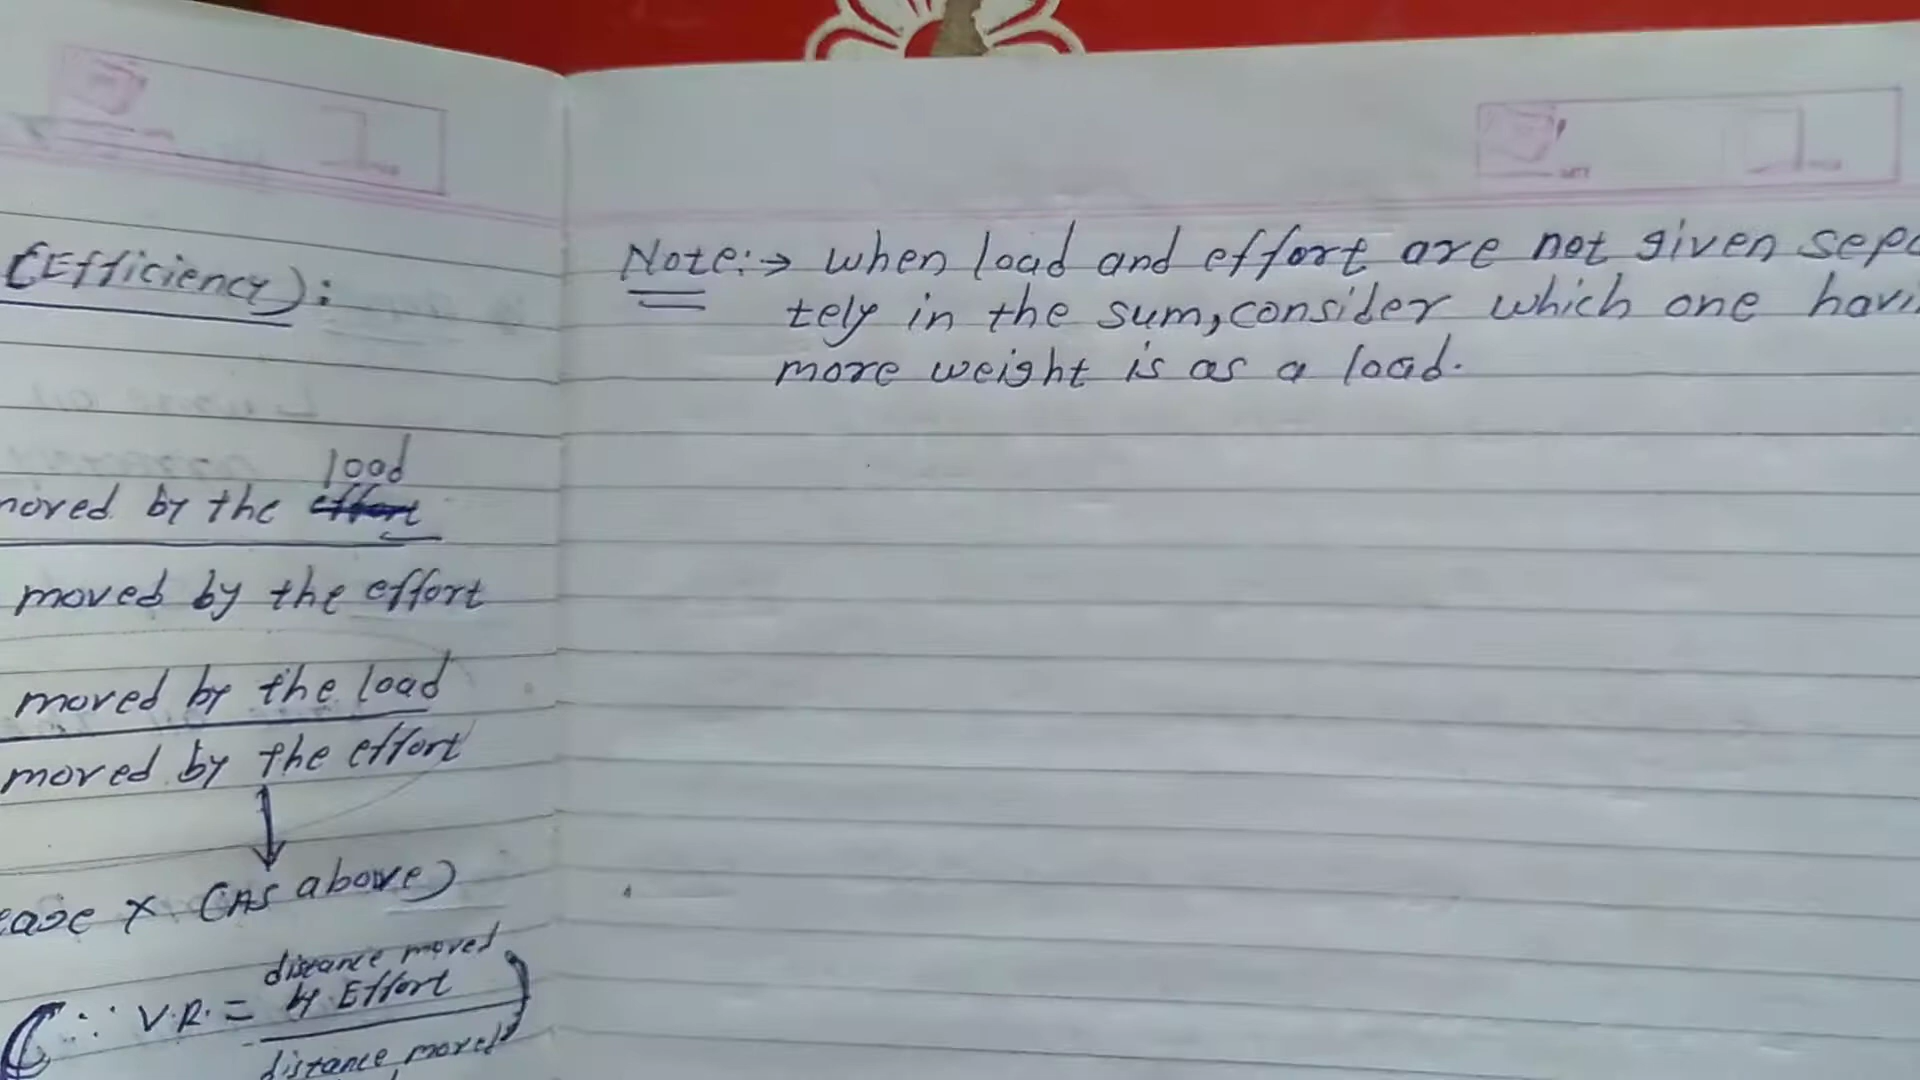 (Efficiency):
load
moved by the
moved by the effort
moved by the load
moved by the effort
x (As above)
distance moved
(∵ V.R. = by Effort)
distance moved
Note:→ when load and effort are not given sepa
tely in the sum, consider which one havi
more weight is as a load.